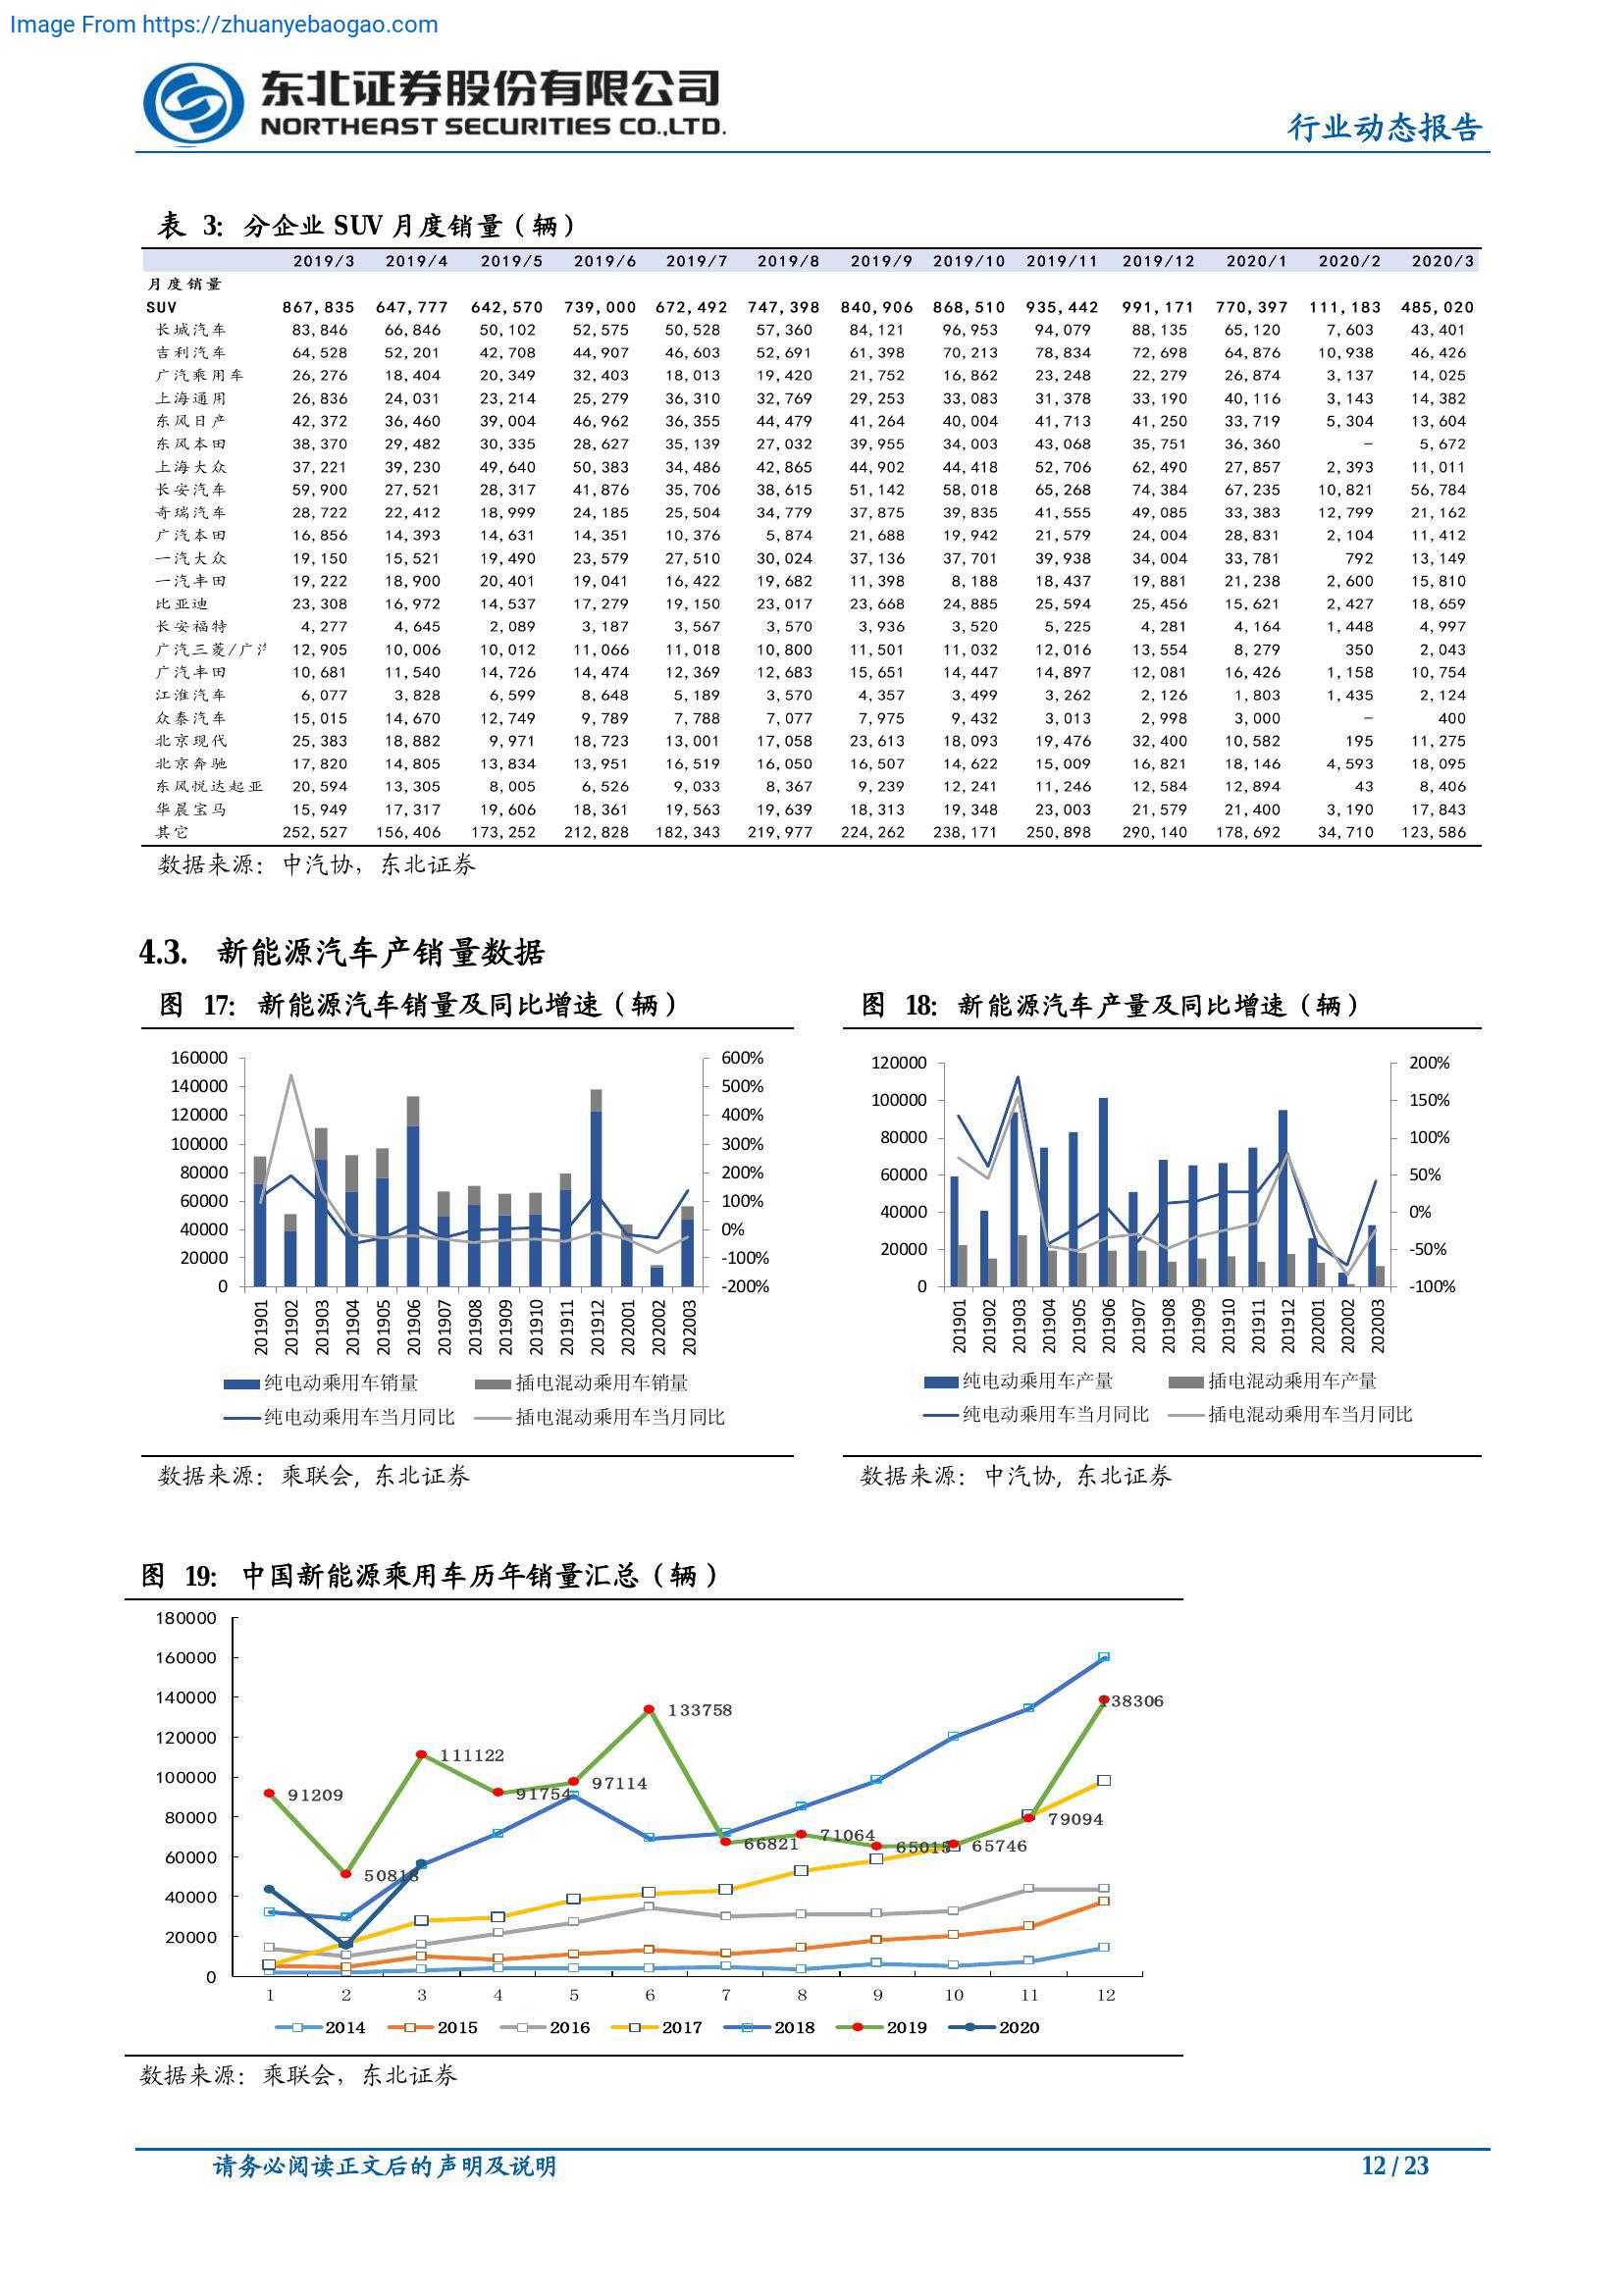 Image From https://zhuanyebaogao.com
东北证券股份有限公司
NORTHEAST SECURITIES CO.,LTD.
行业动态报告
表 3: 分企业 SUV 月度销量（辆）
2019/3 2019/4 2019/5 2019/6 2019/7 2019/8 2019/9 2019/10 2019/11 2019/12 2020/1 2020/2 2020/3
月度销量
SUV 867,835 647,777 642,570 739,000 672,492 747,398 840,906 868,510 935,442 991,171 770,397 111,183 485,020
长城汽车 83,846 66,846 50,102 52,575 50,528 57,360 84,121 96,953 94,079 88,135 65,120 7,603 43,401
吉利汽车 64,528 52,201 42,708 44,907 46,603 52,691 61,398 70,213 78,834 72,698 64,876 10,938 46,426
广汽乘用车 26,276 18,404 20,349 32,403 18,013 19,420 21,752 16,862 23,248 22,279 26,874 3,137 14,025
上海通用 26,836 24,031 23,214 25,279 36,310 32,769 29,253 33,083 31,378 33,190 40,116 3,143 14,382
东风日产 42,372 36,460 39,004 46,962 36,355 44,479 41,264 40,004 41,713 41,250 33,719 5,304 13,604
东风本田 38,370 29,482 30,335 28,627 35,139 27,032 39,955 34,003 43,068 35,751 36,360 – 5,672
上海大众 37,221 39,230 49,640 50,383 34,486 42,865 44,902 44,418 52,706 62,490 27,857 2,393 11,011
长安汽车 59,900 27,521 28,317 41,876 35,706 38,615 51,142 58,018 65,268 74,384 67,235 10,821 56,784
奇瑞汽车 28,722 22,412 18,999 24,185 25,504 34,779 37,875 39,835 41,555 49,085 33,383 12,799 21,162
广汽本田 16,856 14,393 14,631 14,351 10,376 5,874 21,688 19,942 21,579 24,004 28,831 2,104 11,412
一汽大众 19,150 15,521 19,490 23,579 27,510 30,024 37,136 37,701 39,938 34,004 33,781 792 13,149
一汽丰田 19,222 18,900 20,401 19,041 16,422 19,682 11,398 8,188 18,437 19,881 21,238 2,600 15,810
比亚迪 23,308 16,972 14,537 17,279 19,150 23,017 23,668 24,885 25,594 25,456 15,621 2,427 18,659
长安福特 4,277 4,645 2,089 3,187 3,567 3,570 3,936 3,520 5,225 4,281 4,164 1,448 4,997
广汽三菱/广 12,905 10,006 10,012 11,066 11,018 10,800 11,501 11,032 12,016 13,554 8,279 350 2,043
广汽丰田 10,681 11,540 14,726 14,474 12,369 12,683 15,651 14,447 14,897 12,081 16,426 1,158 10,754
江淮汽车 6,077 3,828 6,599 8,648 5,189 3,570 4,357 3,499 3,262 2,126 1,803 1,435 2,124
众泰汽车 15,015 14,670 12,749 9,789 7,788 7,077 7,975 9,432 3,013 2,998 3,000 – 400
北京现代 25,383 18,882 9,971 18,723 13,001 17,058 23,613 18,093 19,476 32,400 10,582 195 11,275
北京奔驰 17,820 14,805 13,834 13,951 16,519 16,050 16,507 14,622 15,009 16,821 18,146 4,593 18,095
东风悦达起亚 20,594 13,305 8,005 6,526 9,033 8,367 9,239 12,241 11,246 12,584 12,894 43 8,406
华晨宝马 15,949 17,317 19,606 18,361 19,563 19,639 18,313 19,348 23,003 21,579 21,400 3,190 17,843
其它 252,527 156,406 173,252 212,828 182,343 219,977 224,262 238,171 250,898 290,140 178,692 34,710 123,586
数据来源：中汽协，东北证券
4.3. 新能源汽车产销量数据
图 17: 新能源汽车销量及同比增速（辆）
160000 600%
140000 500%
120000 400%
100000 300%
80000 200%
60000 100%
40000 0%
20000 -100%
0 -200%
201901 201902 201903 201904 201905 201906 201907 201908 201909 201910 201911 201912 202001 202002 202003
纯电动乘用车销量 插电混动乘用车销量
纯电动乘用车当月同比 插电混动乘用车当月同比
数据来源：乘联会, 东北证券
图 18: 新能源汽车产量及同比增速（辆）
120000 200%
100000 150%
80000 100%
60000 50%
40000 0%
20000 -50%
0 -100%
201901 201902 201903 201904 201905 201906 201907 201908 201909 201910 201911 201912 202001 202002 202003
纯电动乘用车产量 插电混动乘用车产量
纯电动乘用车当月同比 插电混动乘用车当月同比
数据来源：中汽协, 东北证券
图 19: 中国新能源乘用车历年销量汇总（辆）
180000
160000
140000
120000
100000
80000
60000
40000
20000
0
91209 50818 111122 91754 97114 133758 66821 71064 65015 65746 79094 138306
1 2 3 4 5 6 7 8 9 10 11 12
2014 2015 2016 2017 2018 2019 2020
数据来源：乘联会，东北证券
请务必阅读正文后的声明及说明
12 / 23